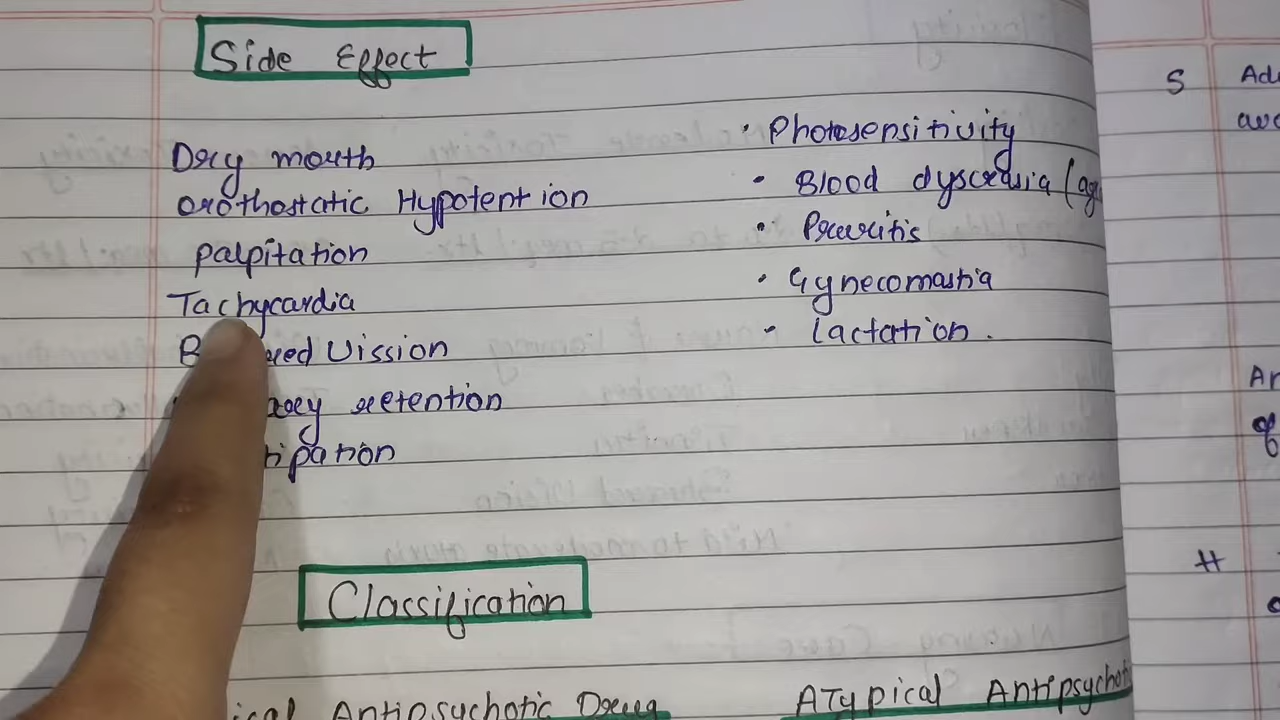 Side Effect
Dry mouth
Orothostatic Hypotention
Palpitation
Tachycardia
Vission
retention
• Photosensitivity
• Blood dyscrasia (
• Pruritis
• Gynecomastia
• Lactation.
Classification
Antipsychotic Drug
ATypical Antipsychot
S
H